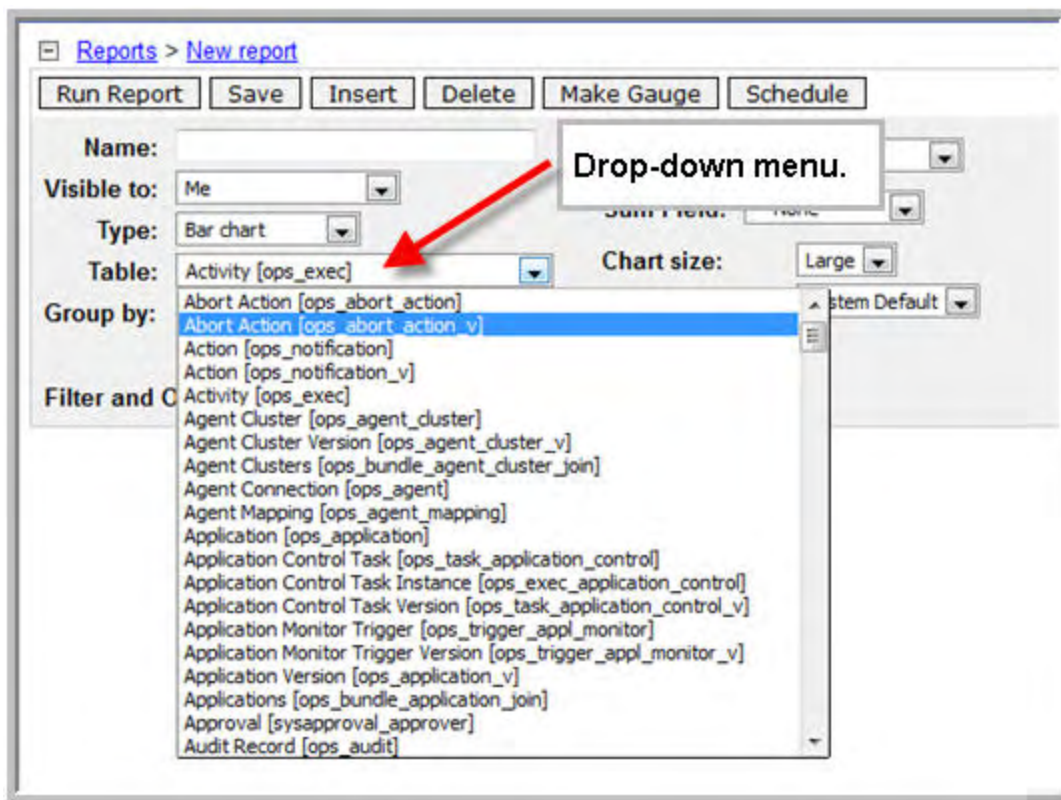 Reports > New report
Run Report Save Insert Delete Make Gauge Schedule
Name:
Drop-down menu.
Visible to: Me
Type: Bar chart
Table: Activity [ops_exec]
Chart size: Large
Group by:
Filter and
Abort Action [ops_abort_action]
Abort Action [ops_abort_action_v]
Action [ops_notification]
Action [ops_notification_v]
Activity [ops_exec]
Agent Cluster [ops_agent_cluster]
Agent Cluster Version [ops_agent_cluster_v]
Agent Clusters [ops_bundle_agent_cluster_join]
Agent Connection [ops_agent]
Agent Mapping [ops_agent_mapping]
Application [ops_application]
Application Control Task [ops_task_application_control]
Application Control Task Instance [ops_exec_application_control]
Application Control Task Version [ops_task_application_control_v]
Application Monitor Trigger [ops_trigger_appl_monitor]
Application Monitor Trigger Version [ops_trigger_appl_monitor_v]
Application Version [ops_application_v]
Applications [ops_bundle_application_join]
Approval [sysapproval_approver]
Audit Record [ops_audit]
stem Default